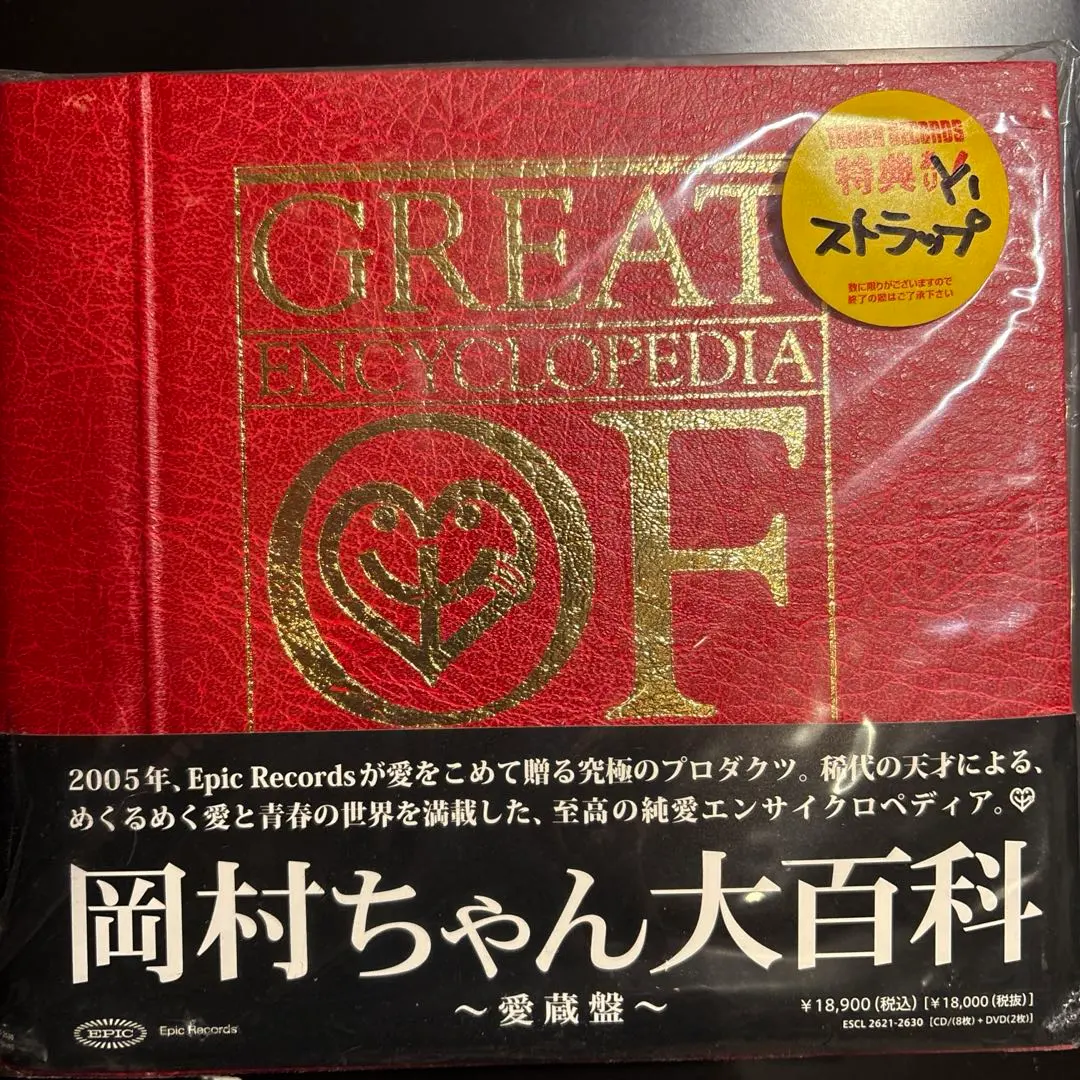 GREAT
ENCYCLOPEDIA
OF
TOWER RECORDS
特典あり
ストラップ
数に限りがございますので
終了の際はご了承下さい
2005年、Epic Recordsが愛をこめて贈る究極のプロダクツ。稀代の天才による、
めくるめく愛と青春の世界を満載した、至高の純愛エンサイクロペディア。
岡村ちゃん大百科
～愛蔵盤～
¥18,900(税込)[¥18,000(税抜)]
ESCL 2621-2630 [CD/(8枚)+DVD(2枚)]
EPIC Epic Records